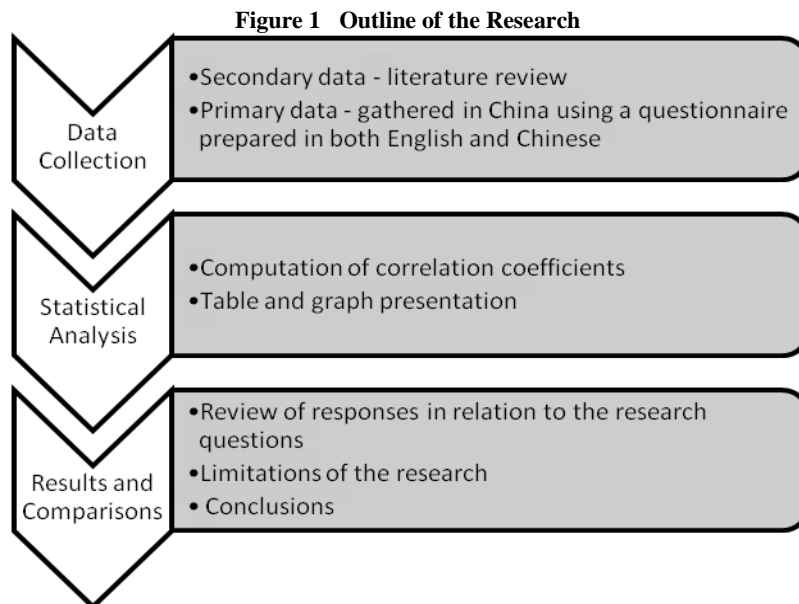 Figure 1 Outline of the Research
Data
Collection
•Secondary data - literature review
•Primary data - gathered in China using a questionnaire
prepared in both English and Chinese
Statistical
Analysis
•Computation of correlation coefficients
•Table and graph presentation
Results and
Comparisons
•Review of responses in relation to the research
questions
•Limitations of the research
• Conclusions